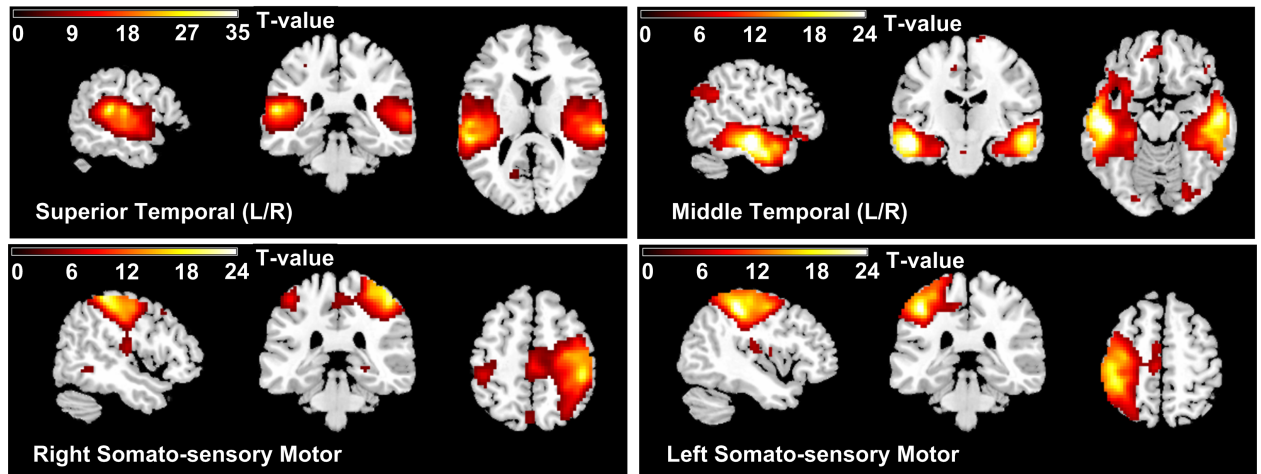 T-value
0 9 18 27 35
Superior Temporal (L/R)
T-value
0 6 12 18 24
Middle Temporal (L/R)
T-value
0 6 12 18 24
Right Somato-sensory Motor
T-value
0 6 12 18 24
Left Somato-sensory Motor